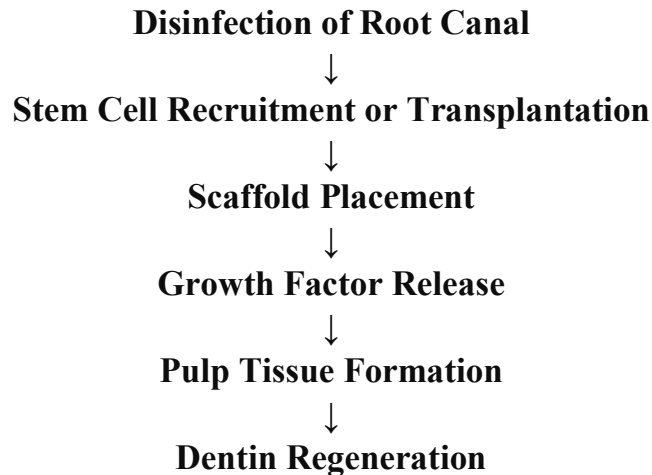 Disinfection of Root Canal
↓
Stem Cell Recruitment or Transplantation
↓
Scaffold Placement
↓
Growth Factor Release
↓
Pulp Tissue Formation
↓
Dentin Regeneration